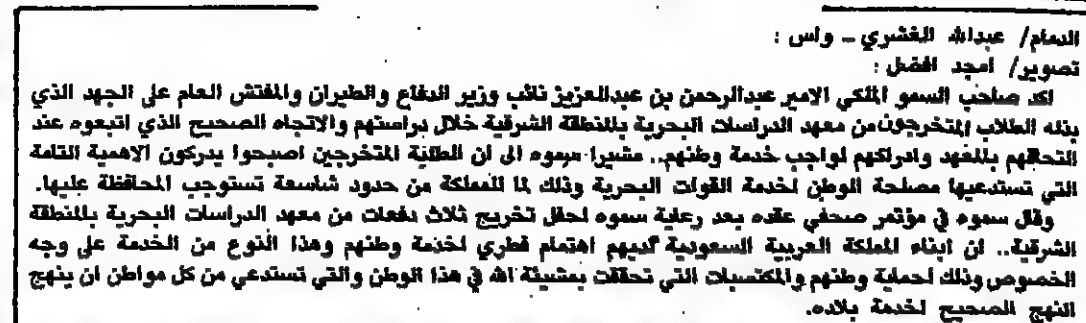 الدمام/ عبدالله الغشري ـ واس :
تصوير/ امجد الفضل :
اكد صاحب السمو الملكي الامير عبدالرحمن بن عبدالعزيز نائب وزير الدفاع والطيران والمفتش العام على الجهد الذي
بذله الطلاب المتخرجون من معهد الدراسات البحرية بالمنطقة الشرقية خلال دراستهم والاتجاه الصحيح الذي اتبعوه عند
التحاقهم بالمعهد وادراكهم لواجب خدمة وطنهم.. مشيرا سموه الى أن الطلبة المتخرجين اصبحوا يدركون الاهمية التامة
التي تستدعيها مصلحة الوطن لخدمة القوات البحرية وذلك لما للمملكة من حدود شاسعة تستوجب المحافظة عليها.
وقال سموه في مؤتمر صحفي عقده بعد رعاية سموه لحفل تخريج ثلاث دفعات من معهد الدراسات البحرية بالمنطقة
الشرقية.. ان ابناء المملكة العربية السعودية لديهم اهتمام فطري لخدمة وطنهم وهذا النوع من الخدمة على وجه
الخصوص وذلك لحماية وطنهم والمكتسبات التي تحققت بمشيئة الله في هذا الوطن والتي تستدعي من كل مواطن ان ينهج
النهج الصحيح لخدمة بلاده.